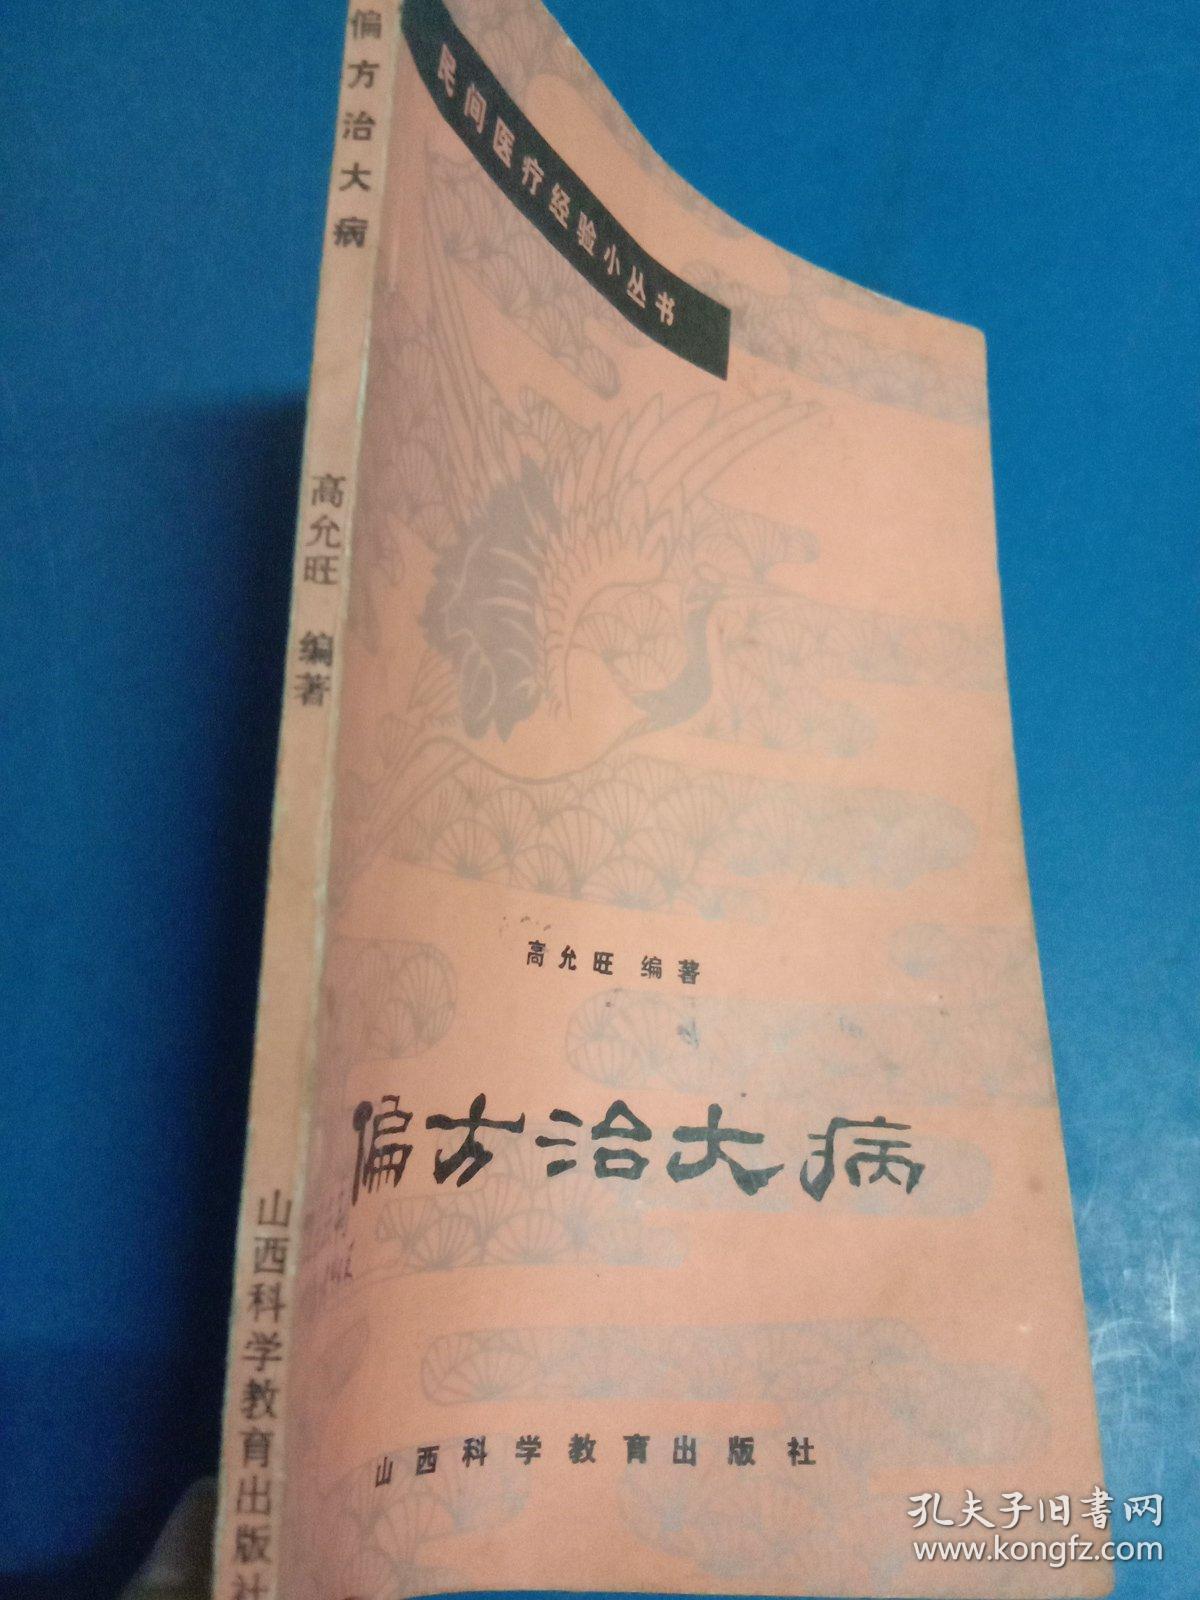 偏方治大病
高允旺 编著
山西科学教育出版社
民间医疗经验小丛书
高允旺 编著
偏方治大病
山西科学教育出版社
孔夫子旧书网
www.kongfz.com